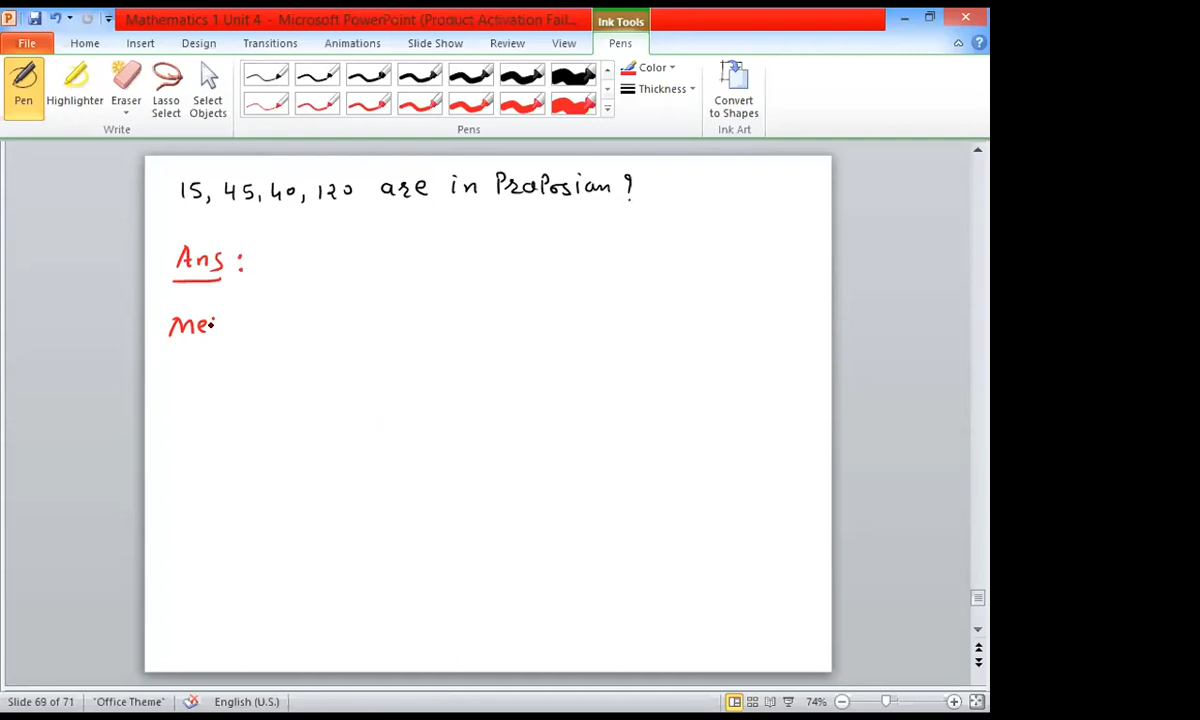 Mathematics 1 Unit 4 - Microsoft PowerPoint (Product Activation Fail...
Ink Tools
File Home Insert Design Transitions Animations Slide Show Review View Pens
Pen Highlighter Eraser Lasso Select Select Objects
Color
Thickness
Convert to Shapes
Write Pens Ink Art
15, 45, 40, 120 are in ProPosian?
Ans:
Me
Slide 69 of 71 "Office Theme" English (U.S.) 74%